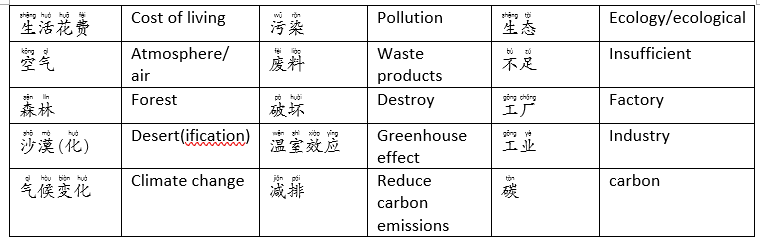 shēng huó huā fèi
生活花费
Cost of living
wū rǎn
污染
Pollution
shēng tài
生态
Ecology/ecological
kōng qì
空气
Atmosphere/
air
fèi liào
废料
Waste
products
bù zú
不足
Insufficient
sēn lín
森林
Forest
pò huài
破坏
Destroy
gōng chǎng
工厂
Factory
shā mò huà
沙漠(化)
Desert(ification)
wēn shì xiào yìng
温室效应
Greenhouse
effect
gōng yè
工业
Industry
qì hòu biàn huà
气候变化
Climate change
jiǎn pái
减排
Reduce
carbon
emissions
tàn
碳
carbon